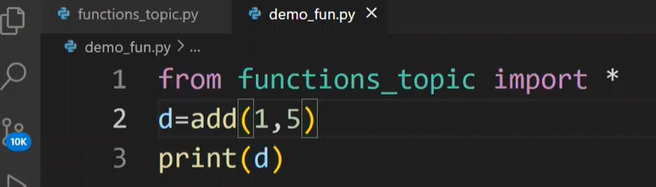 functions_topic.py
demo_fun.py ×
demo_fun.py > ...
1 from functions_topic import *
2 d=add(1,5)
3 print(d)
10K